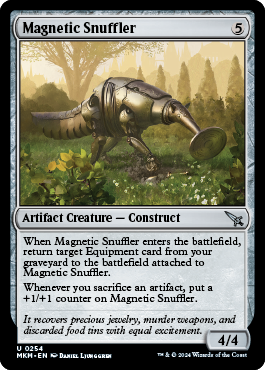 Magnetic Snuffler 5
Artifact Creature — Construct
When Magnetic Snuffler enters the battlefield,
return target Equipment card from your
graveyard to the battlefield attached to
Magnetic Snuffler.
Whenever you sacrifice an artifact, put a
+1/+1 counter on Magnetic Snuffler.
It recovers precious jewelry, murder weapons, and
discarded food tins with equal excitement.
4/4
U 0254
MKM • EN Daniel Ljunggren
™ & © 2024 Wizards of the Coast